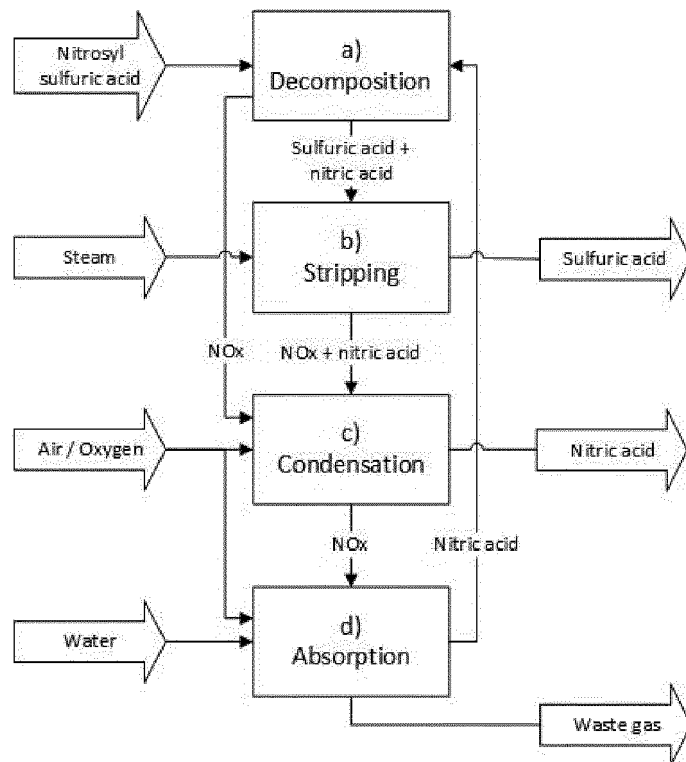 Nitrosyl
sulfuric acid
a)
Decomposition
Sulfuric acid +
nitric acid
Steam
b)
Stripping
Sulfuric acid
NOx
NOx + nitric acid
Air / Oxygen
c)
Condensation
Nitric acid
NOx
Nitric acid
Water
d)
Absorption
Waste gas